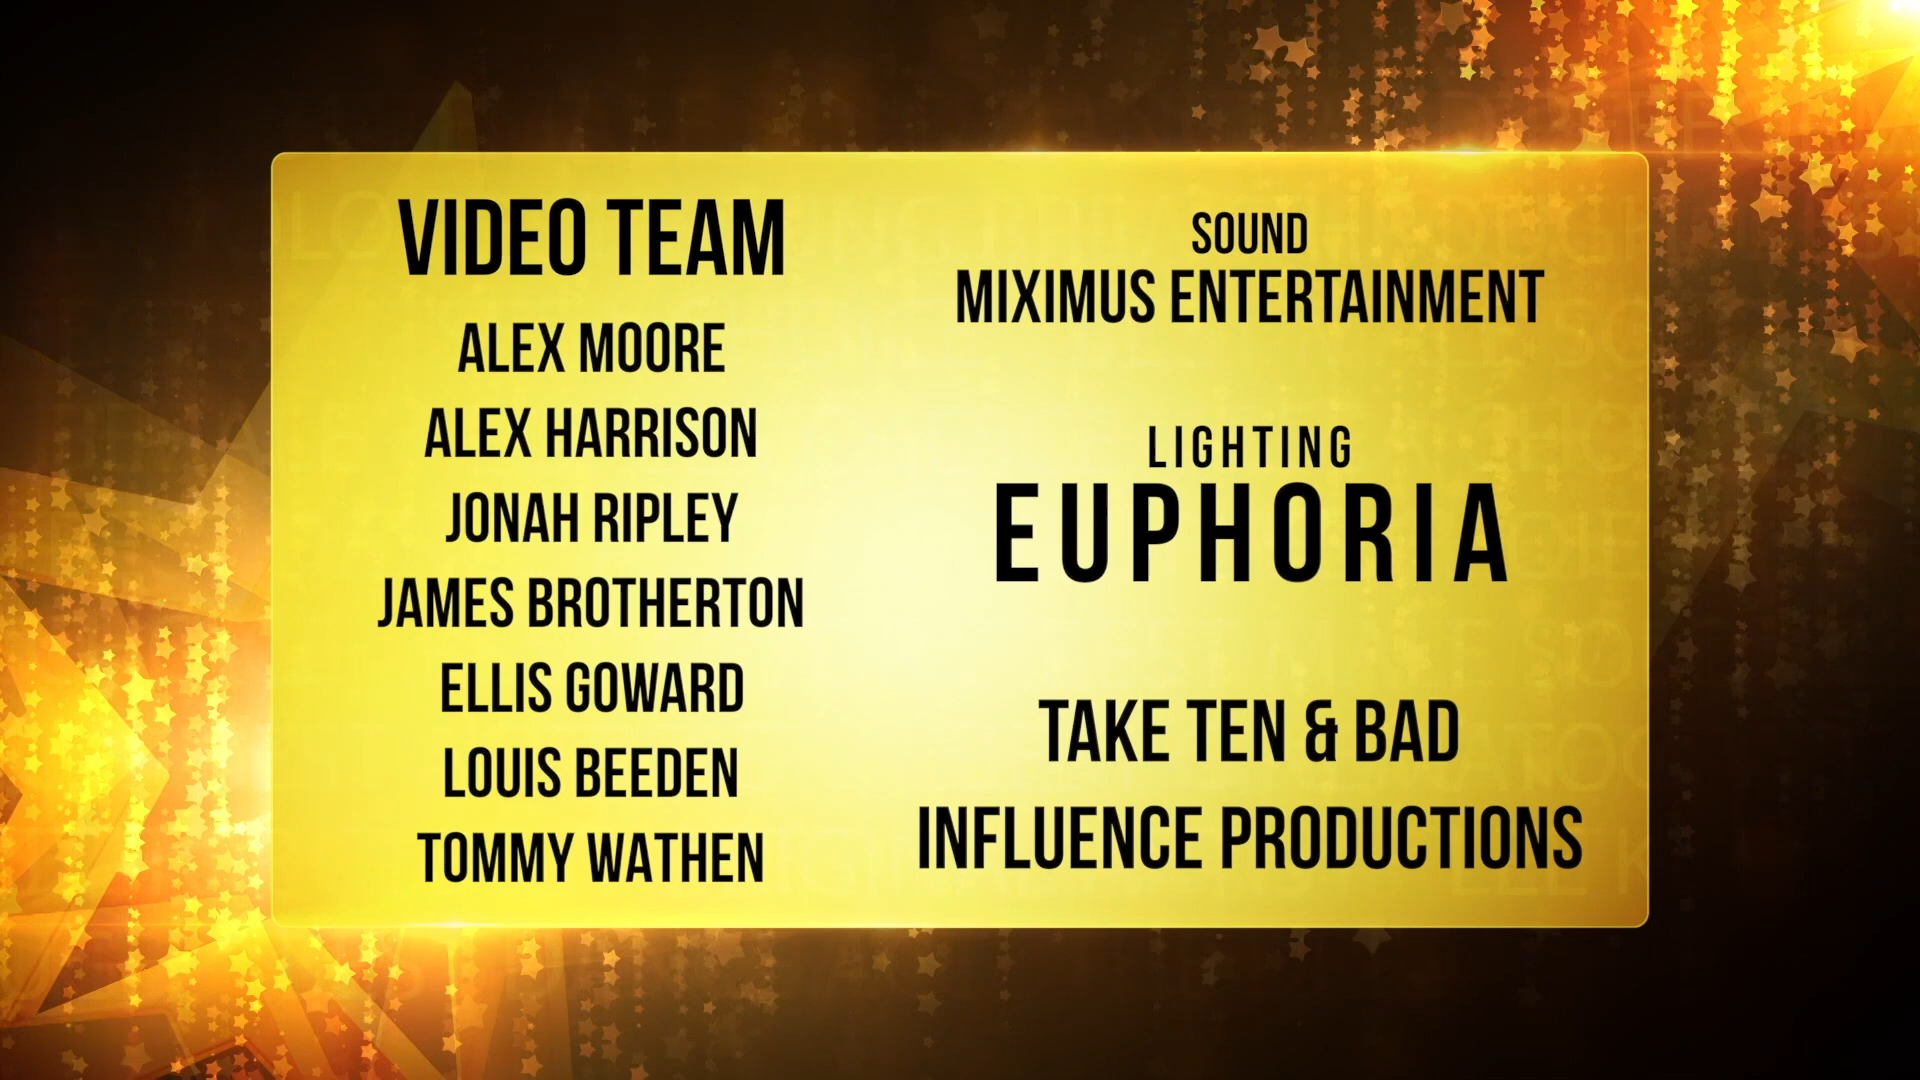 VIDEO TEAM
ALEX MOORE
ALEX HARRISON
JONAH RIPLEY
JAMES BROTHERTON
ELLIS GOWARD
LOUIS BEEDEN
TOMMY WATHEN
SOUND
MIXIMUS ENTERTAINMENT
LIGHTING
EUPHORIA
TAKE TEN & BAD
INFLUENCE PRODUCTIONS